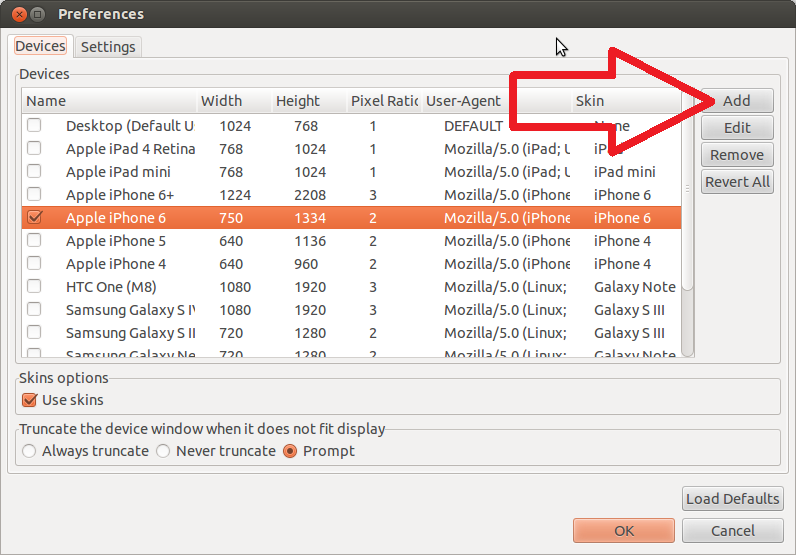 Preferences
Devices Settings
Devices
Name Width Height Pixel Ratio User-Agent Skin
Desktop (Default U 1024 768 1 DEFAULT None
Apple iPad 4 Retina 768 1024 1 Mozilla/5.0 (iPad; U iPad
Apple iPad mini 768 1024 1 Mozilla/5.0 (iPad; U iPad mini
Apple iPhone 6+ 1224 2208 3 Mozilla/5.0 (iPhone iPhone 6
Apple iPhone 6 750 1334 2 Mozilla/5.0 (iPhone iPhone 6
Apple iPhone 5 640 1136 2 Mozilla/5.0 (iPhone iPhone 4
Apple iPhone 4 640 960 2 Mozilla/5.0 (iPhone iPhone 4
HTC One (M8) 1080 1920 3 Mozilla/5.0 (Linux; Galaxy Note
Samsung Galaxy S IV 1080 1920 3 Mozilla/5.0 (Linux; Galaxy S III
Samsung Galaxy S II 720 1280 2 Mozilla/5.0 (Linux; Galaxy S III
Samsung Galaxy Ne 720 1280 2 Mozilla/5.0 (Linux; Galaxy Note
Add
Edit
Remove
Revert All
Skins options
Use skins
Truncate the device window when it does not fit display
Always truncate Never truncate Prompt
Load Defaults
OK Cancel